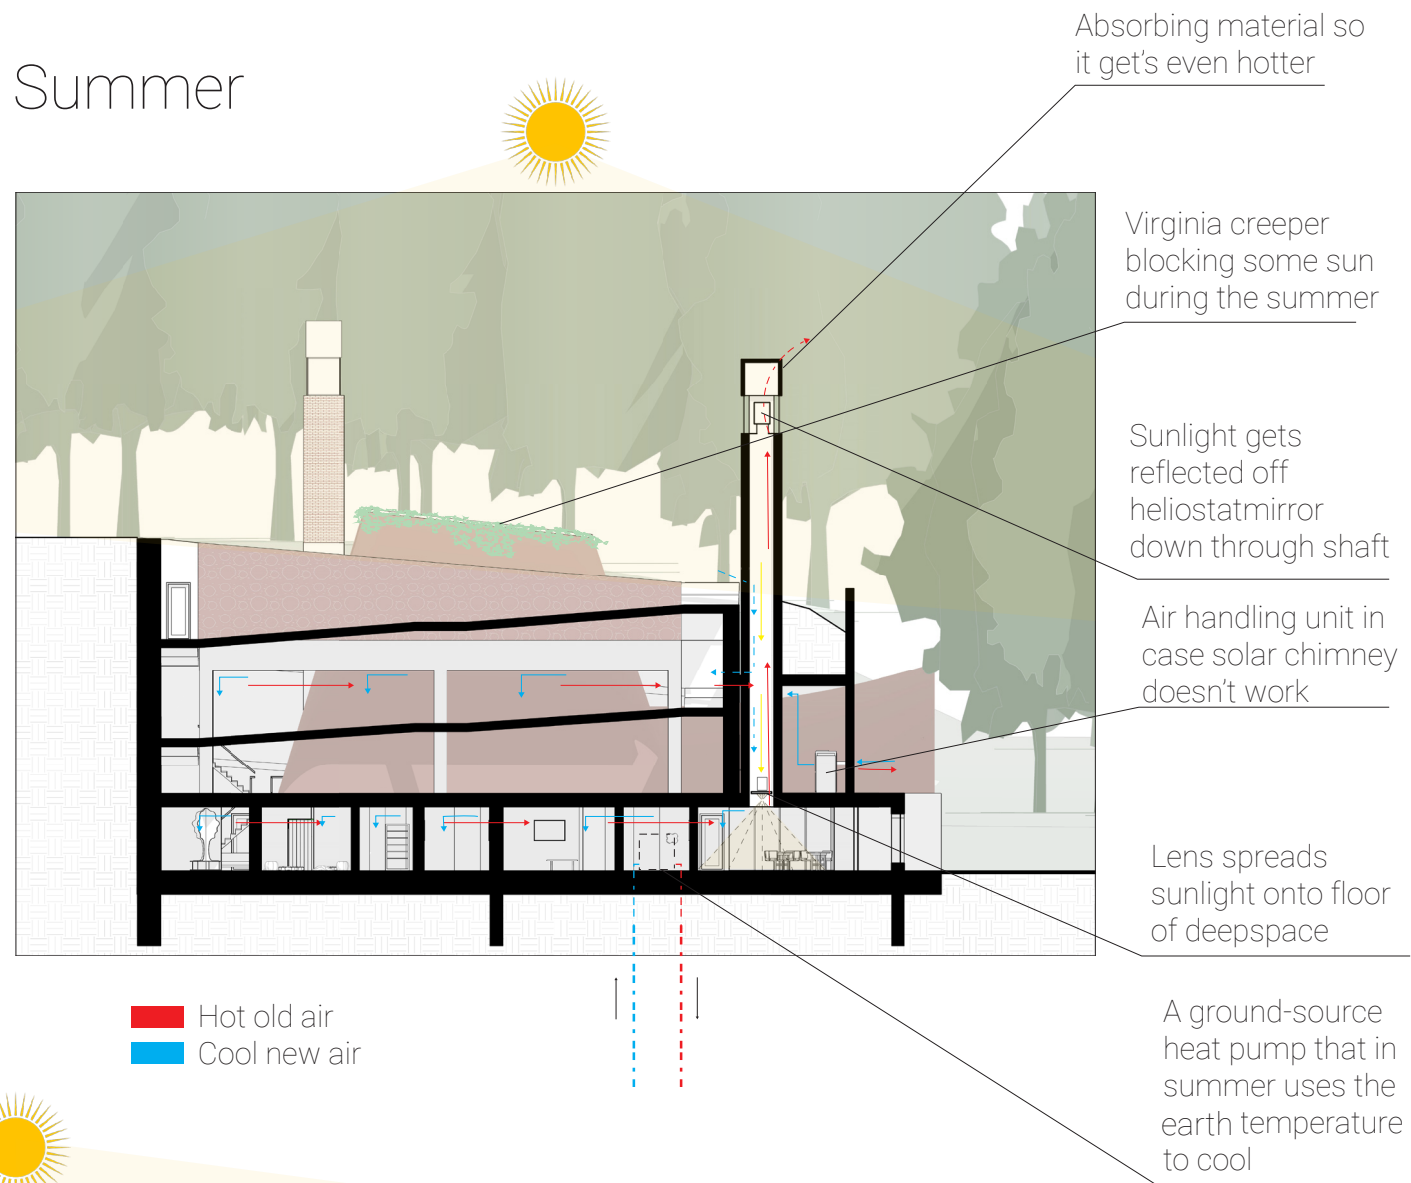 Summer
Absorbing material so
it get's even hotter
Virginia creeper
blocking some sun
during the summer
Sunlight gets
reflected off
heliostatmirror
down through shaft
Air handling unit in
case solar chimney
doesn't work
Lens spreads
sunlight onto floor
of deepspace
A ground-source
heat pump that in
summer uses the
earth temperature
to cool
Hot old air
Cool new air